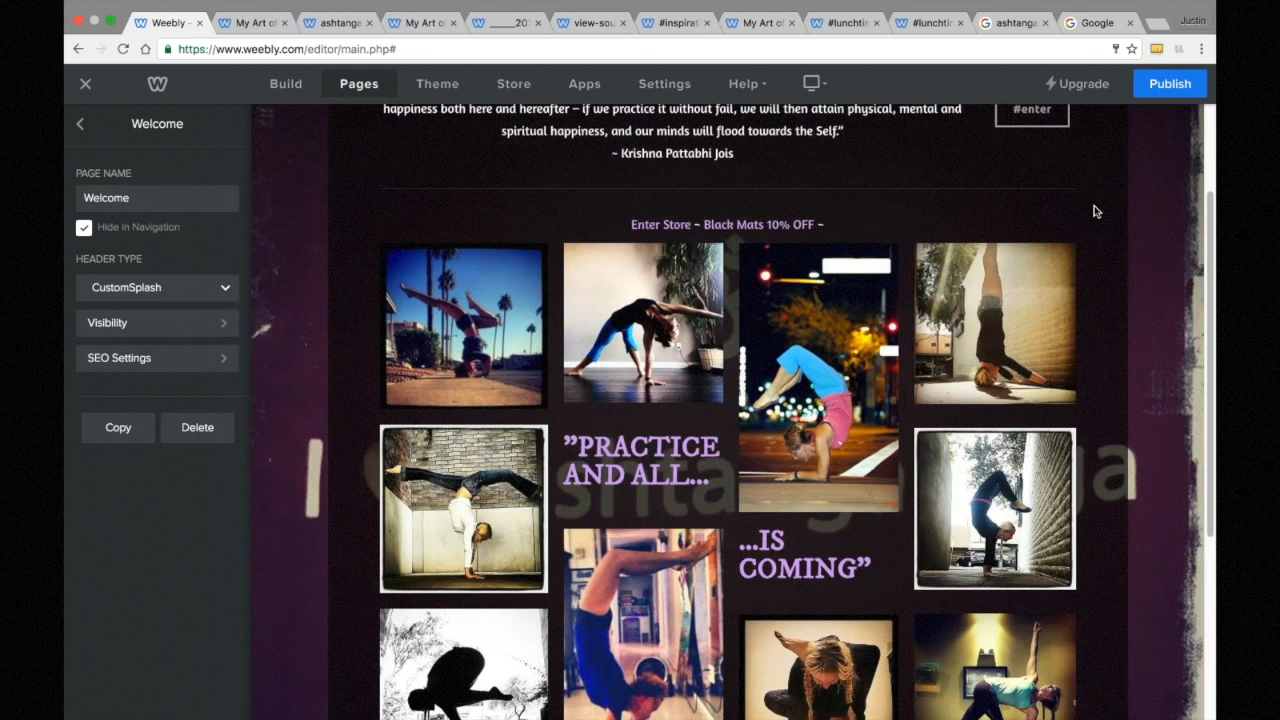 Weebly -
My Art of
ashtanga
My Art of
_____20
view-sou
#inspirat
My Art of
#lunchtin
#lunchtin
ashtanga
Google
Justin
https://www.weebly.com/editor/main.php#
Build
Pages
Theme
Store
Apps
Settings
Help
Upgrade
Publish
Welcome
PAGE NAME
Welcome
Hide in Navigation
HEADER TYPE
CustomSplash
Visibility
SEO Settings
Copy
Delete
happiness both here and hereafter – if we practice it without fail, we will then attain physical, mental and
spiritual happiness, and our minds will flood towards the Self.”
~ Krishna Pattabhi Jois
#enter
Enter Store ~ Black Mats 10% OFF ~
”PRACTICE
AND ALL...
...IS
COMING”